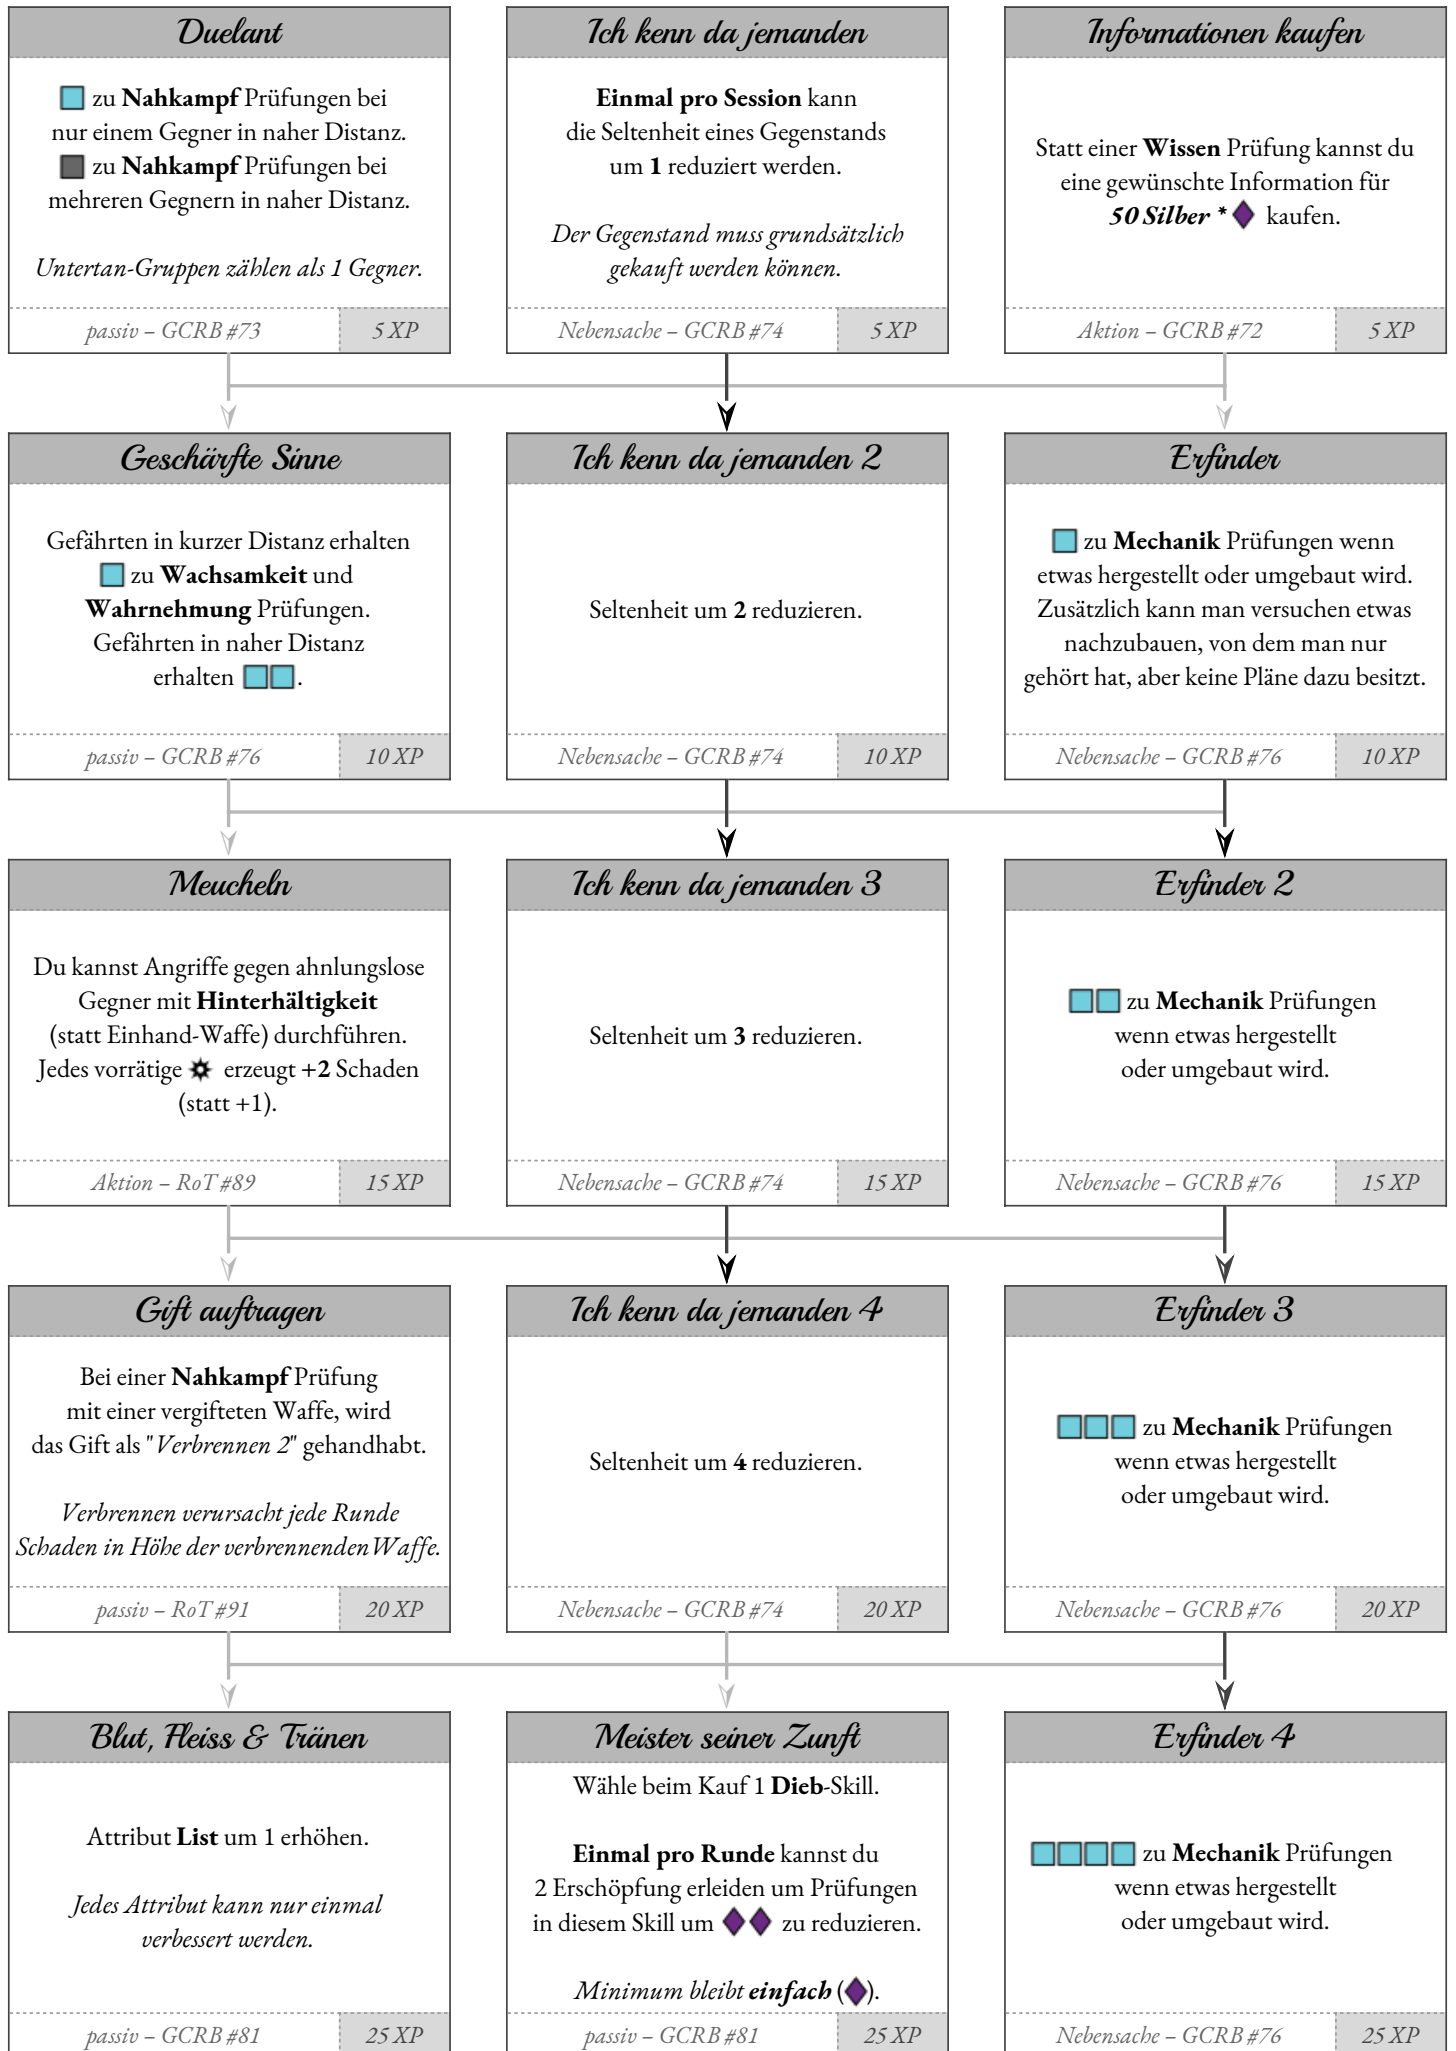 Duelant
zu Nahkampf Prüfungen bei
nur einem Gegner in naher Distanz.
zu Nahkampf Prüfungen bei
mehreren Gegnern in naher Distanz.
Untertan-Gruppen zählen als 1 Gegner.
passiv – GCRB #73
5 XP
Ich kenn da jemanden
Einmal pro Session kann
die Seltenheit eines Gegenstands
um 1 reduziert werden.
Der Gegenstand muss grundsätzlich
gekauft werden können.
Nebensache – GCRB #74
5 XP
Informationen kaufen
Statt einer Wissen Prüfung kannst du
eine gewünschte Information für
50 Silber * kaufen.
Aktion – GCRB #72
5 XP
Geschärfte Sinne
Gefährten in kurzer Distanz erhalten
zu Wachsamkeit und
Wahrnehmung Prüfungen.
Gefährten in naher Distanz
erhalten .
passiv – GCRB #76
10 XP
Ich kenn da jemanden 2
Seltenheit um 2 reduzieren.
Nebensache – GCRB #74
10 XP
Erfinder
zu Mechanik Prüfungen wenn
etwas hergestellt oder umgebaut wird.
Zusätzlich kann man versuchen etwas
nachzubauen, von dem man nur
gehört hat, aber keine Pläne dazu besitzt.
Nebensache – GCRB #76
10 XP
Meucheln
Du kannst Angriffe gegen ahnlungslose
Gegner mit Hinterhältigkeit
(statt Einhand-Waffe) durchführen.
Jedes vorrätige erzeugt +2 Schaden
(statt +1).
Aktion – RoT #89
15 XP
Ich kenn da jemanden 3
Seltenheit um 3 reduzieren.
Nebensache – GCRB #74
15 XP
Erfinder 2
zu Mechanik Prüfungen
wenn etwas hergestellt
oder umgebaut wird.
Nebensache – GCRB #76
15 XP
Gift auftragen
Bei einer Nahkampf Prüfung
mit einer vergifteten Waffe, wird
das Gift als "Verbrennen 2" gehandhabt.
Verbrennen verursacht jede Runde
Schaden in Höhe der verbrennenden Waffe.
passiv – RoT #91
20 XP
Ich kenn da jemanden 4
Seltenheit um 4 reduzieren.
Nebensache – GCRB #74
20 XP
Erfinder 3
zu Mechanik Prüfungen
wenn etwas hergestellt
oder umgebaut wird.
Nebensache – GCRB #76
20 XP
Blut, Fleiss & Tränen
Attribut List um 1 erhöhen.
Jedes Attribut kann nur einmal
verbessert werden.
passiv – GCRB #81
25 XP
Meister seiner Zunft
Wähle beim Kauf 1 Dieb-Skill.
Einmal pro Runde kannst du
2 Erschöpfung erleiden um Prüfungen
in diesem Skill um zu reduzieren.
Minimum bleibt einfach ( ).
passiv – GCRB #81
25 XP
Erfinder 4
zu Mechanik Prüfungen
wenn etwas hergestellt
oder umgebaut wird.
Nebensache – GCRB #76
25 XP